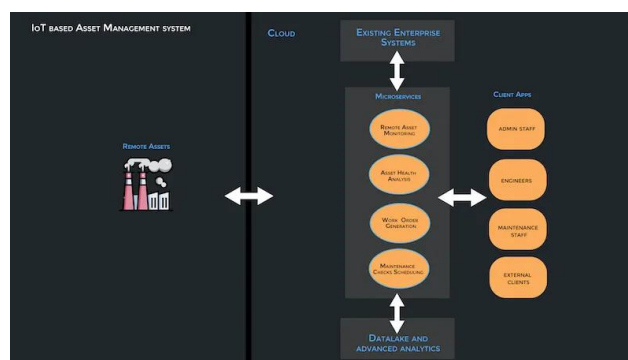 IoT based Asset Management system
Cloud
Existing Enterprise
Systems
Microservices
Client Apps
Remote Asset
Monitoring
ADMIN STAFF
Remote Assets
Asset Health
Analysis
ENGINEERS
Work Order
Generation
MAINTENANCE
STAFF
Maintenance
Checks Scheduling
EXTERNAL
CLIENTS
Datalake and
advanced analytics